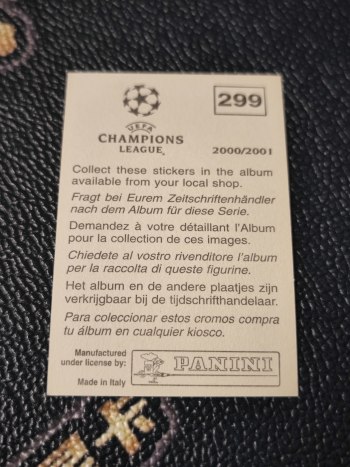 299
UEFA
CHAMPIONS
LEAGUE
2000/2001
Collect these stickers in the album
available from your local shop.
Fragt bei Eurem Zeitschriftenhändler
nach dem Album für diese Serie.
Demandez à votre détaillant l'Album
pour la collection de ces images.
Chiedete al vostro rivenditore l'album
per la raccolta di queste figurine.
Het album en de andere plaatjes zijn
verkrijgbaar bij de tijdschrifthandelaar.
Para coleccionar estos cromos compra
tu álbum en cualquier kiosco.
Manufactured
under license by:
PANINI
Made in Italy